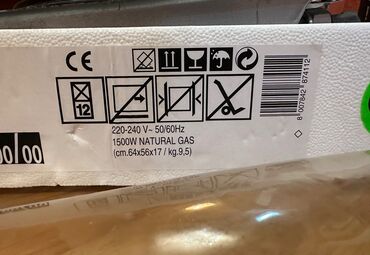 CE
12
00/00
220-240 V~ 50/60Hz
1500W NATURAL GAS
(cm.64x56x17 / kg.9,5)
8 007842 674112